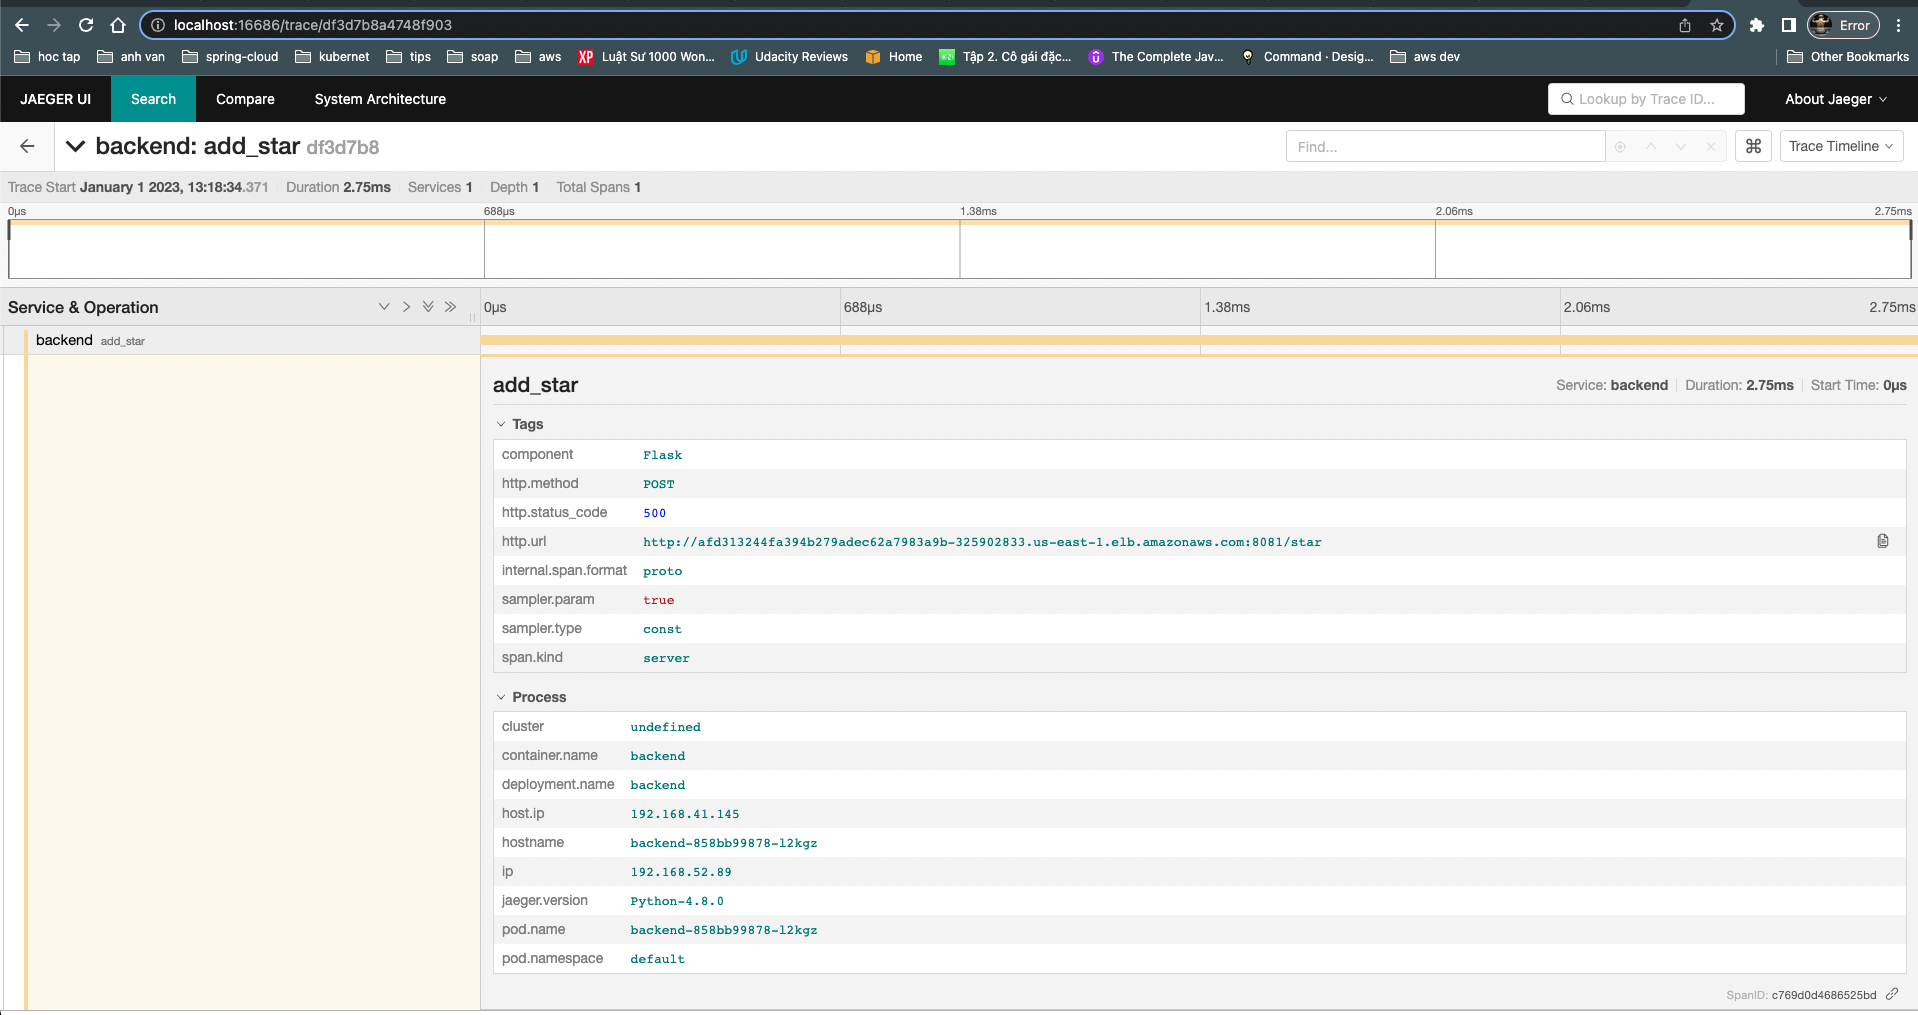 localhost:16686/trace/df3d7b8a4748f903
Error
hoc tap anh van spring-cloud kubernet tips soap aws XP Luật Sư 1000 Won... Udacity Reviews Home Tập 2. Cô gái đặc... The Complete Jav... Command · Desig... aws dev Other Bookmarks
JAEGER UI Search Compare System Architecture Lookup by Trace ID... About Jaeger
backend: add_star df3d7b8 Find... ⌘ Trace Timeline
Trace Start January 1 2023, 13:18:34.371 Duration 2.75ms Services 1 Depth 1 Total Spans 1
0μs 688μs 1.38ms 2.06ms 2.75ms
Service & Operation 0μs 688μs 1.38ms 2.06ms 2.75ms
backend add_star
add_star Service: backend Duration: 2.75ms Start Time: 0μs
Tags
component Flask
http.method POST
http.status_code 500
http.url http://afd313244fa394b279adec62a7983a9b-325902833.us-east-1.elb.amazonaws.com:8081/star
internal.span.format proto
sampler.param true
sampler.type const
span.kind server
Process
cluster undefined
container.name backend
deployment.name backend
host.ip 192.168.41.145
hostname backend-858bb99878-l2kgz
ip 192.168.52.89
jaeger.version Python-4.8.0
pod.name backend-858bb99878-l2kgz
pod.namespace default
SpanID: c769d0d4686525bd